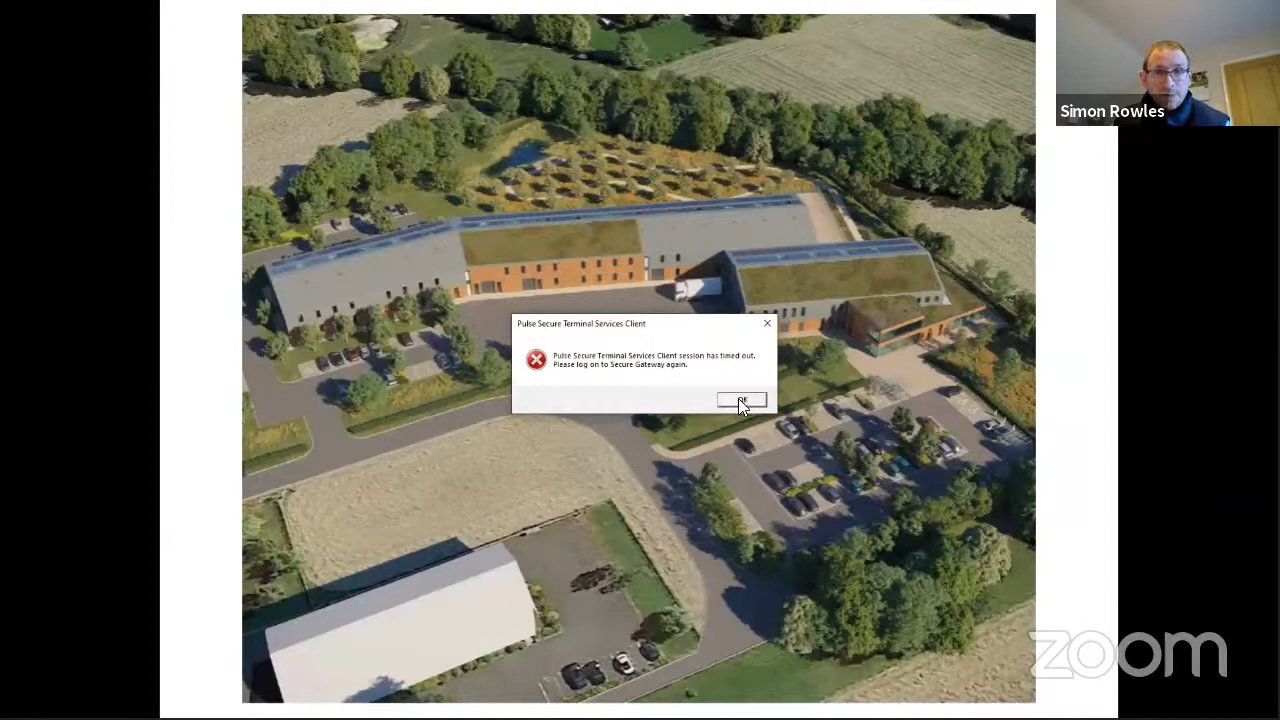 Simon Rowles
Pulse Secure Terminal Services Client
Pulse Secure Terminal Services Client session has timed out.
Please log on to Secure Gateway again.
OK
zoom